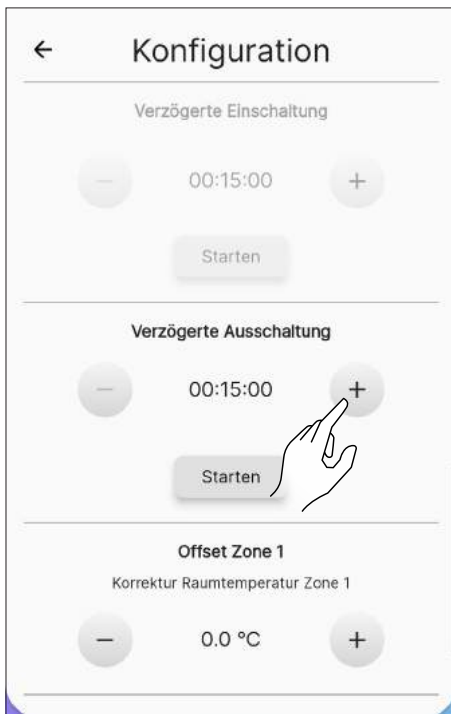 ← Konfiguration
Verzögerte Einschaltung
− 00:15:00 +
Starten
Verzögerte Ausschaltung
− 00:15:00 +
Starten
Offset Zone 1
Korrektur Raumtemperatur Zone 1
− 0.0 °C +